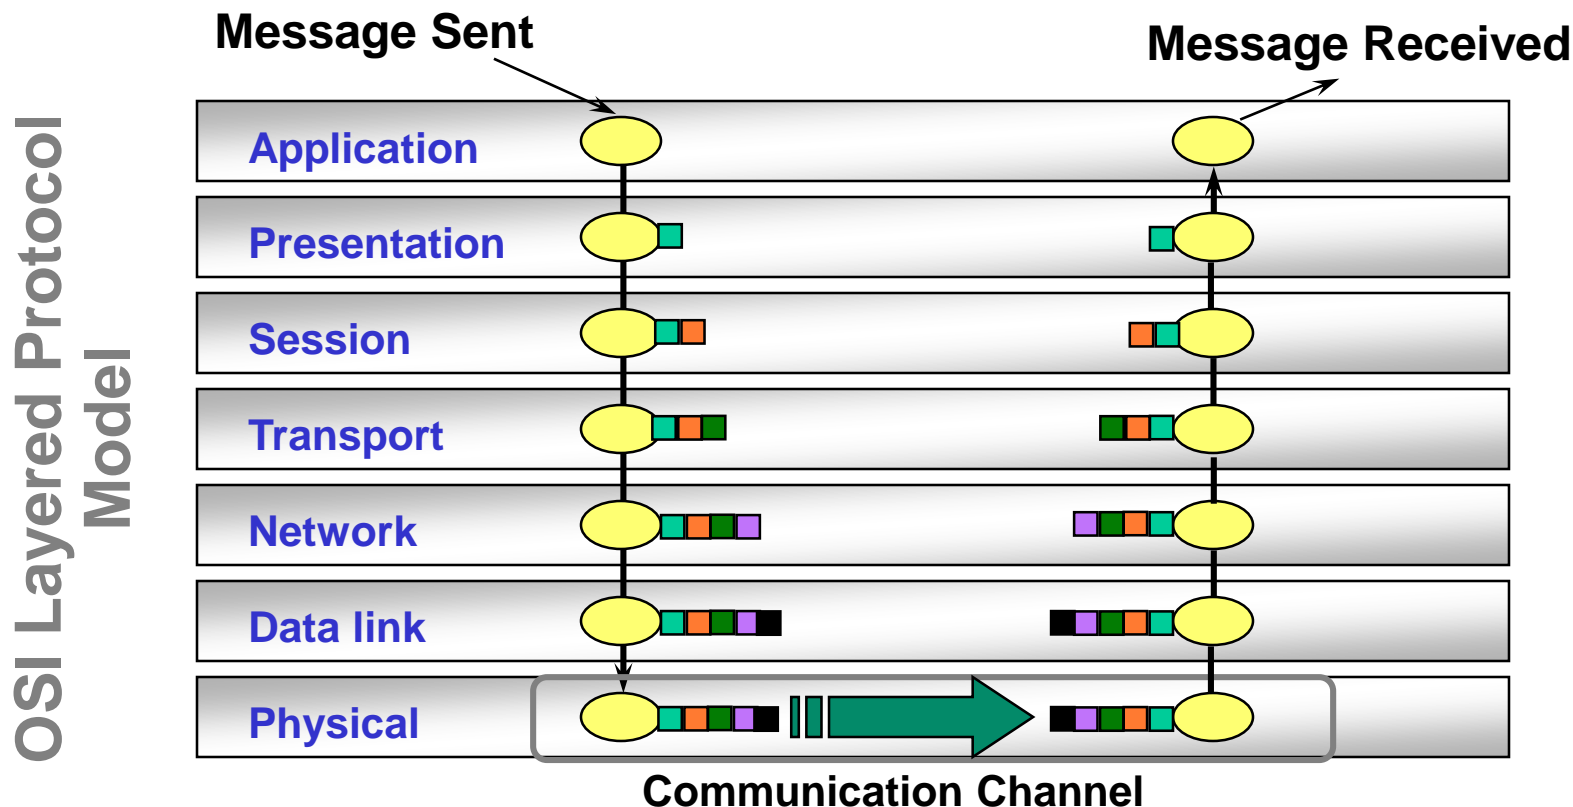 Message Sent
Message Received
OSI Layered Protocol
Model
Application
Presentation
Session
Transport
Network
Data link
Physical
Communication Channel